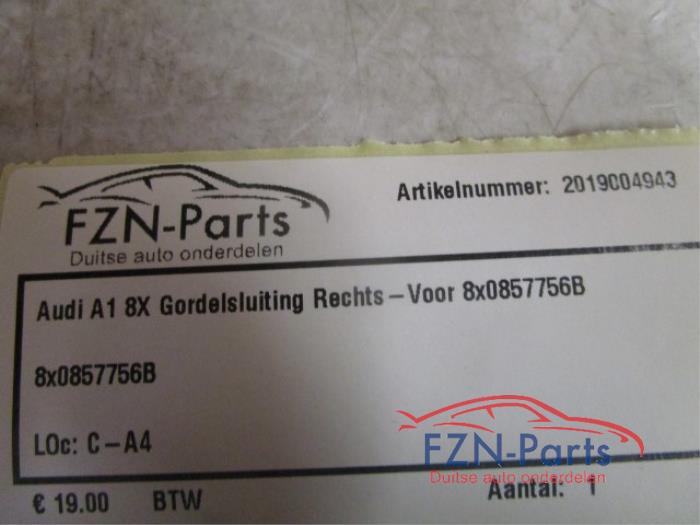 FZN-Parts
Duitse auto onderdelen
Artikelnummer: 2019004943
Audi A1 8X Gordelsluiting Rechts-Voor 8x0857756B
8x0857756B
LOc: C-A4
FZN-Parts
Duitse auto onderdelen
€ 19.00 BTW
Aantal: 1